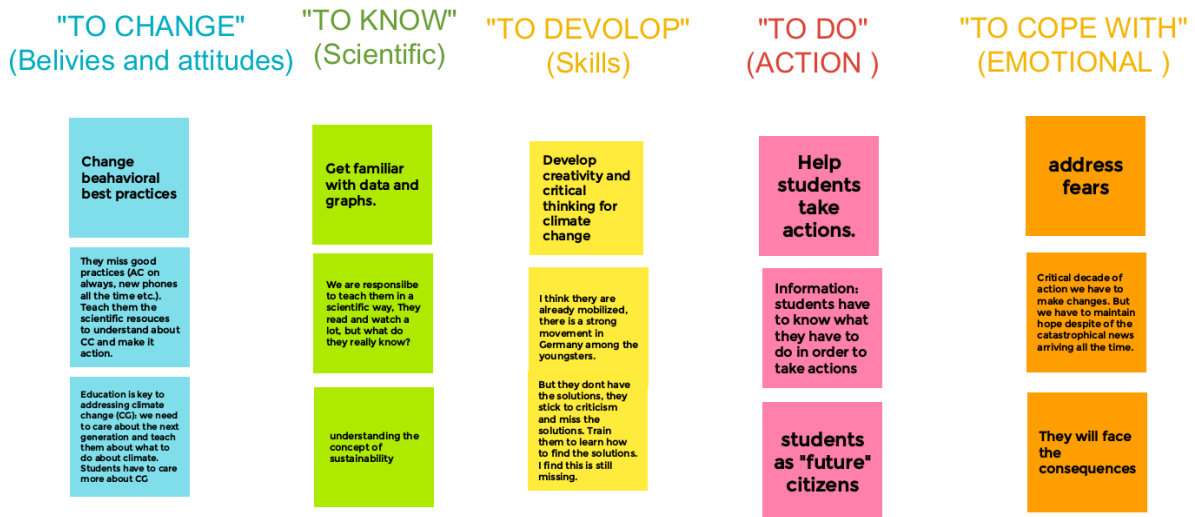 "TO CHANGE"
(Belivies and attitudes)
Change
beahavioral
best practices
They miss good
practices (AC on
always, new phones
all the time etc.).
Teach them the
scientific resouces
to understand about
CC and make it
action.
Education is key to
addressing climate
change (CG): we need
to care about the next
generation and teach
them about what to
do about climate.
Students have to care
more about CG
"TO KNOW"
(Scientific)
Get familiar
with data and
graphs.
We are responsilbe
to teach them in a
scientific way, They
read and watch a
lot, but what do
they really know?
understanding the
concept of
sustainability
"TO DEVOLOP"
(Skills)
Develop
creativity and
critical
thinking for
climate
change
I think thery are
already mobilized,
there is a strong
movement in
Germany among the
youngsters.
But they dont have
the solutions, they
stick to criticism
and miss the
solutions. Train
them to learn how
to find the solutions.
I find this is still
missing.
"TO DO"
(ACTION )
Help
students
take
actions.
Information:
students have
to know what
they have to
do in order to
take actions
students
as "future"
citizens
"TO COPE WITH"
(EMOTIONAL )
address
fears
Critical decade of
action we have to
make changes. But
we have to maintain
hope despite of the
catastrophical news
arriving all the time.
They will face
the
consequences